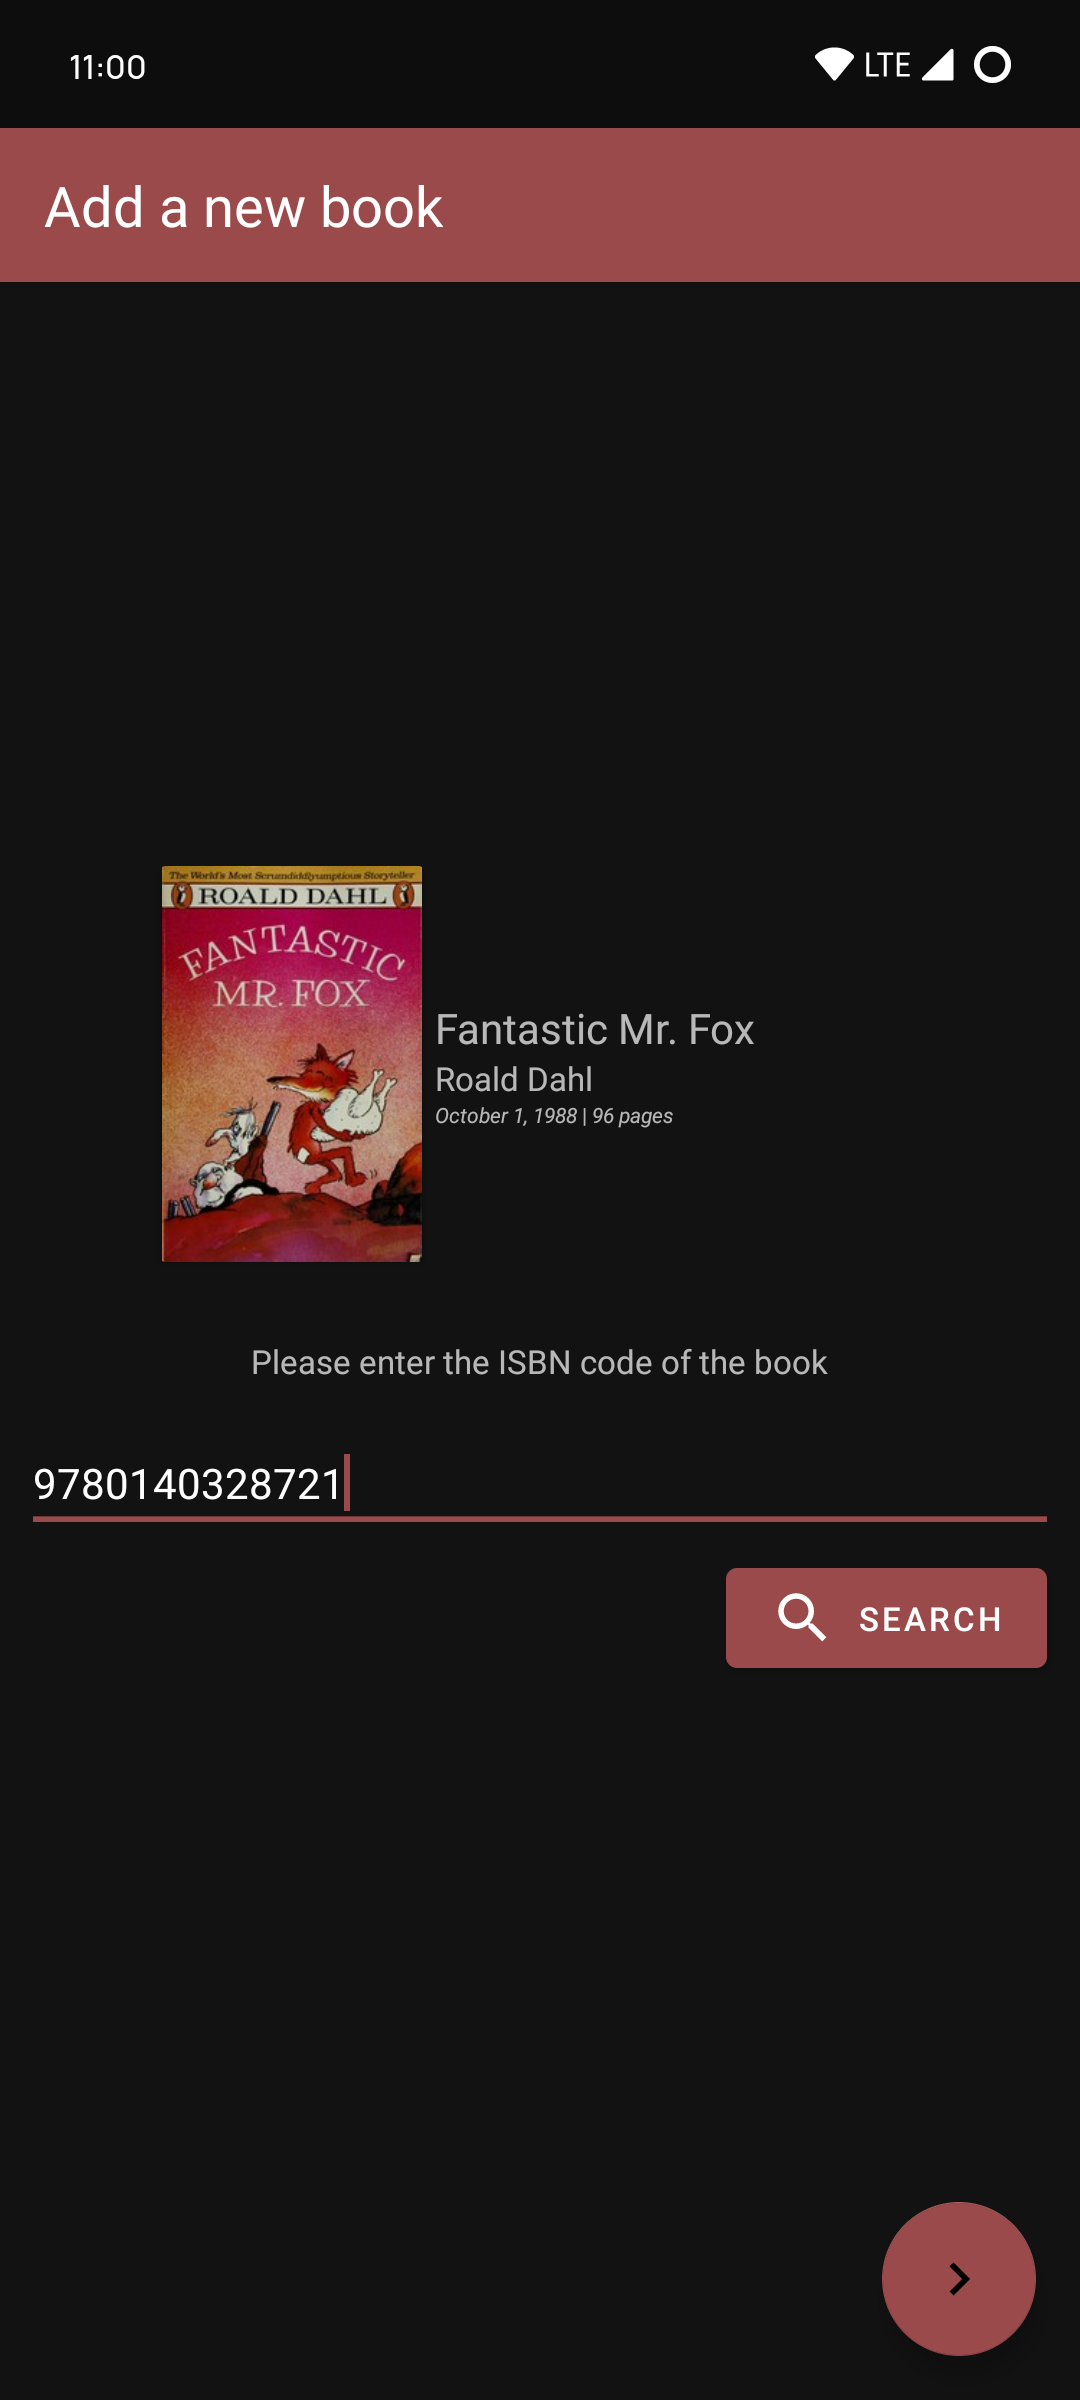 11:00 LTE
Add a new book
The World's Most Scrumdiddlyumptious Storyteller
ROALD DAHL
FANTASTIC
MR. FOX
Fantastic Mr. Fox
Roald Dahl
October 1, 1988 | 96 pages
Please enter the ISBN code of the book
9780140328721
SEARCH